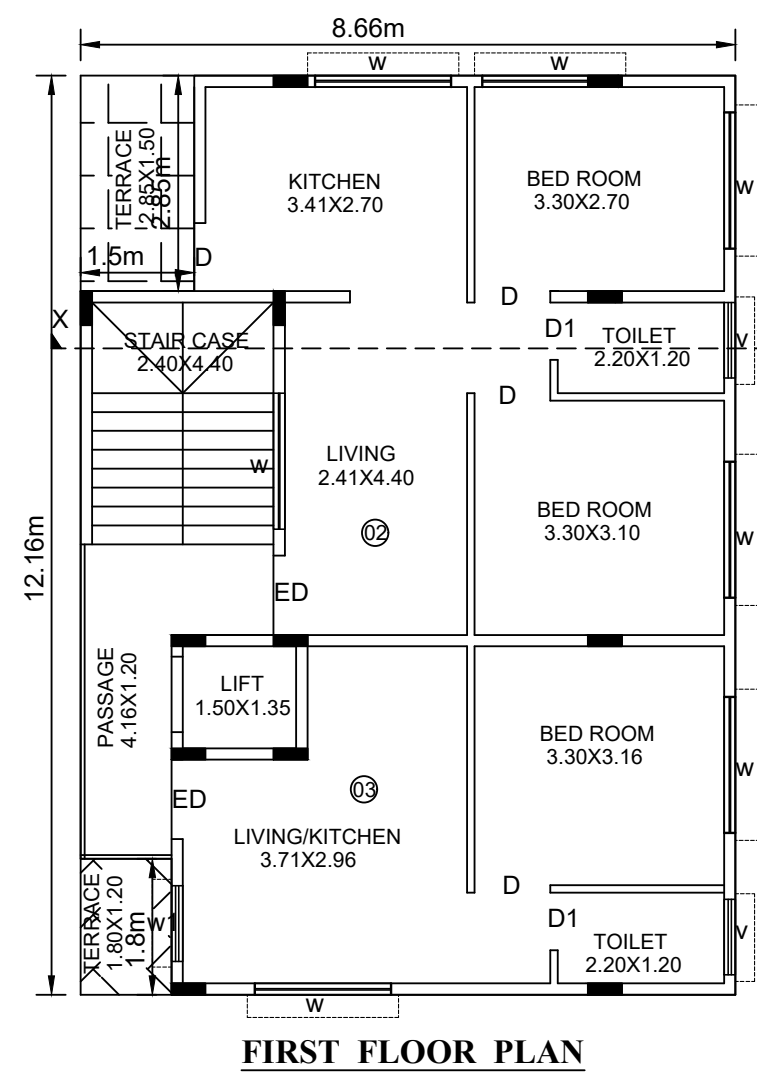 8.66m
W
W
TERRACE
2.85X1.50
2.85m
KITCHEN
3.41X2.70
BED ROOM
3.30X2.70
W
1.5m
D
D
X
STAIR CASE
2.40X4.40
D1
TOILET
2.20X1.20
V
D
12.16m
W
LIVING
2.41X4.40
02
BED ROOM
3.30X3.10
W
ED
PASSAGE
4.16X1.20
LIFT
1.50X1.35
BED ROOM
3.30X3.16
W
ED
03
LIVING/KITCHEN
3.71X2.96
D
TERRACE
1.80X1.20
1.8m
W1
D1
TOILET
2.20X1.20
V
W
FIRST FLOOR PLAN